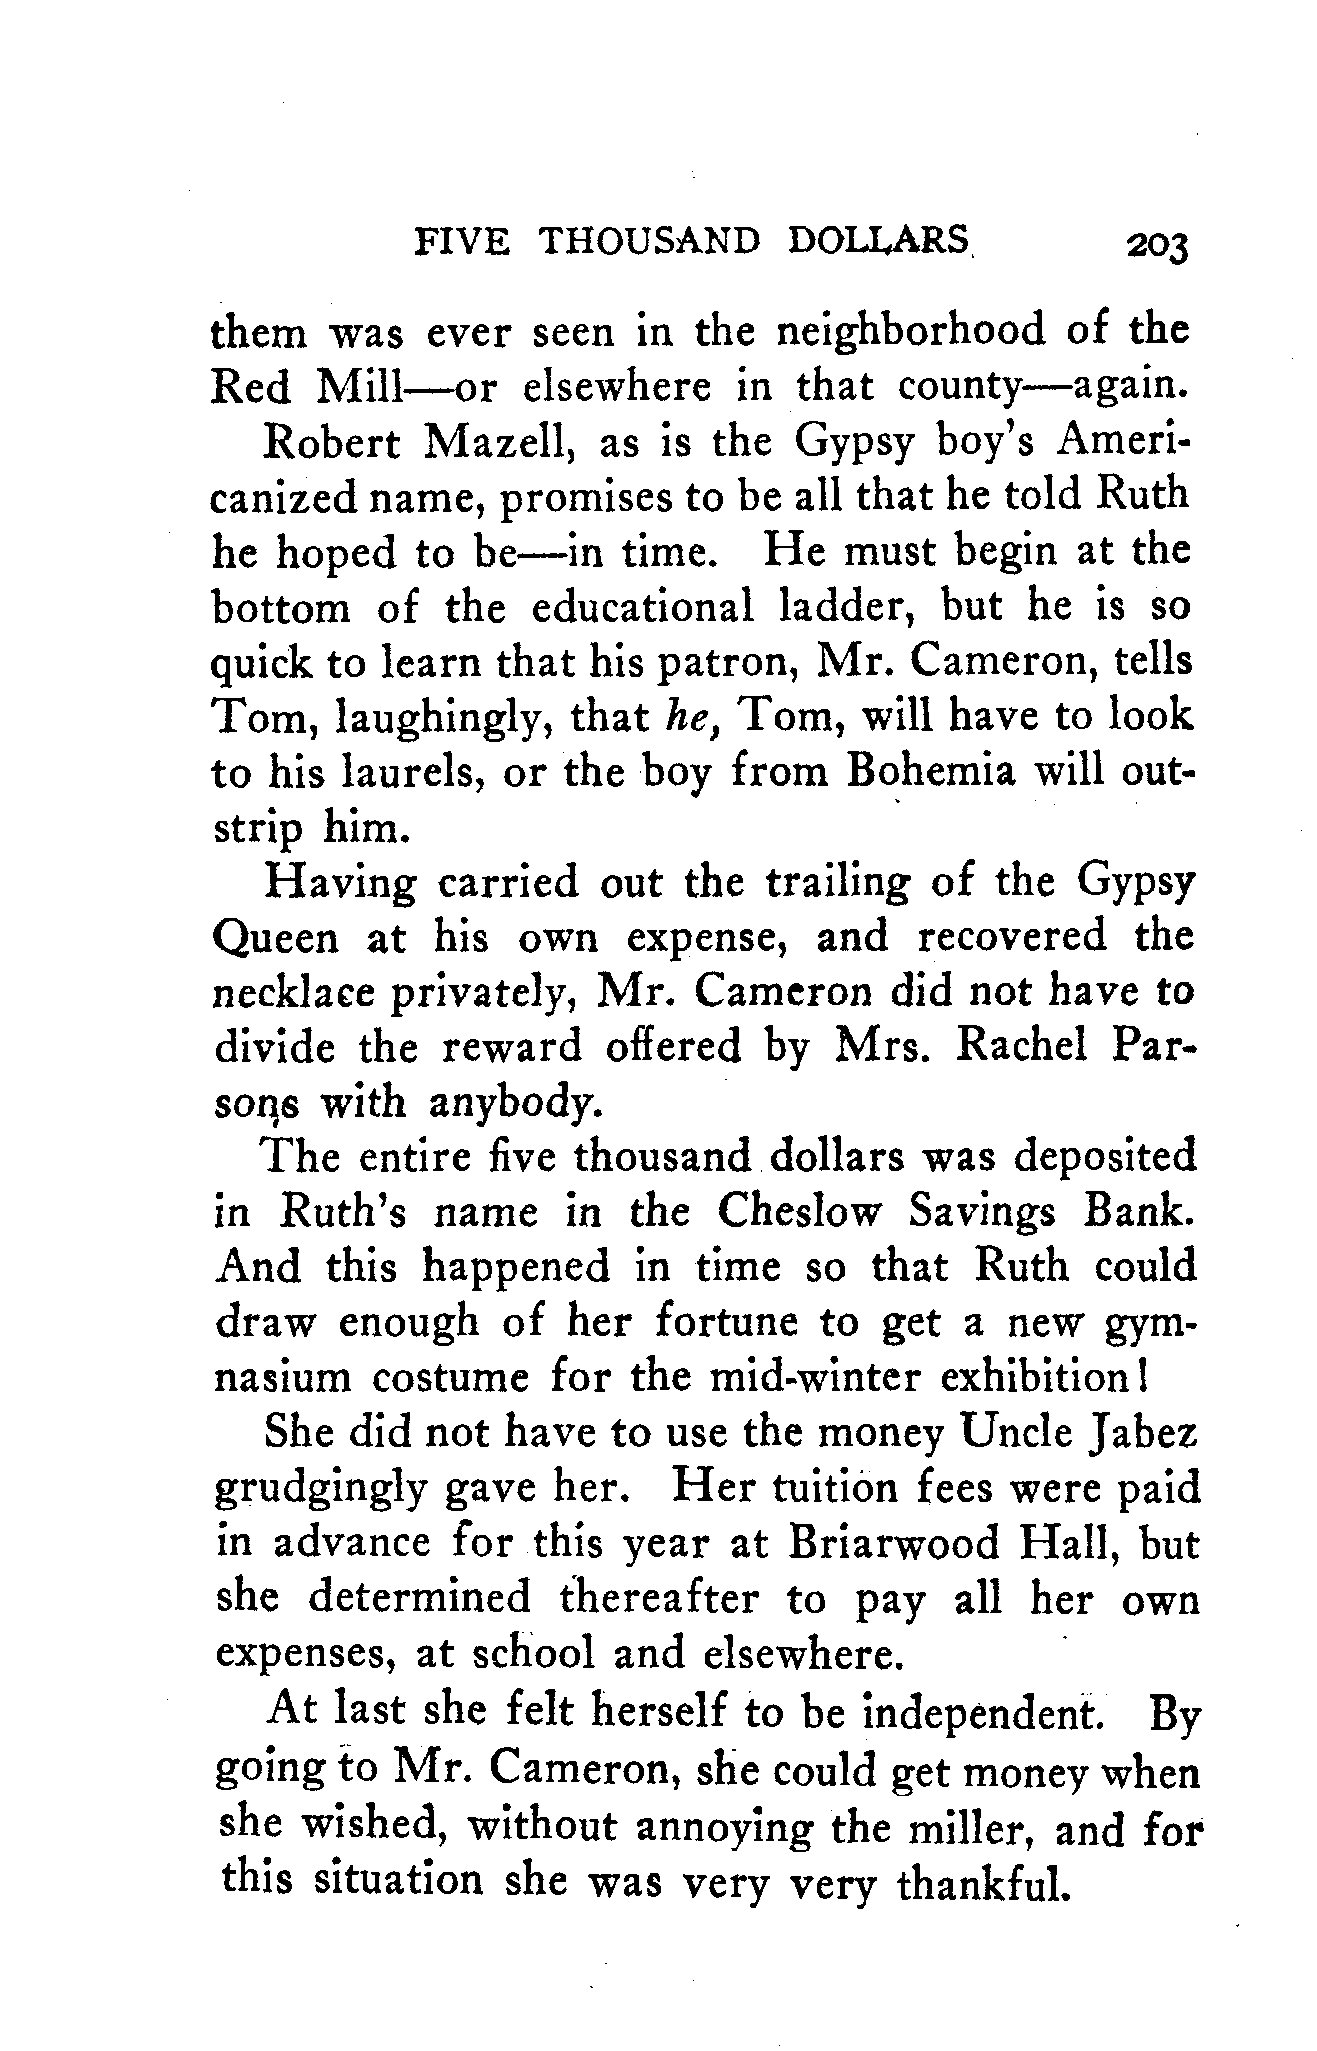 FIVE THOUSAND DOLLARS 203
them was ever seen in the neighborhood of the
Red Mill—or elsewhere in that county—again.
Robert Mazell, as is the Gypsy boy's Ameri-
canized name, promises to be all that he told Ruth
he hoped to be—in time. He must begin at the
bottom of the educational ladder, but he is so
quick to learn that his patron, Mr. Cameron, tells
Tom, laughingly, that he, Tom, will have to look
to his laurels, or the boy from Bohemia will out-
strip him.
Having carried out the trailing of the Gypsy
Queen at his own expense, and recovered the
necklace privately, Mr. Cameron did not have to
divide the reward offered by Mrs. Rachel Par-
sons with anybody.
The entire five thousand dollars was deposited
in Ruth's name in the Cheslow Savings Bank.
And this happened in time so that Ruth could
draw enough of her fortune to get a new gym-
nasium costume for the mid-winter exhibition!
She did not have to use the money Uncle Jabez
grudgingly gave her. Her tuition fees were paid
in advance for this year at Briarwood Hall, but
she determined thereafter to pay all her own
expenses, at school and elsewhere.
At last she felt herself to be independent. By
going to Mr. Cameron, she could get money when
she wished, without annoying the miller, and for
this situation she was very very thankful.